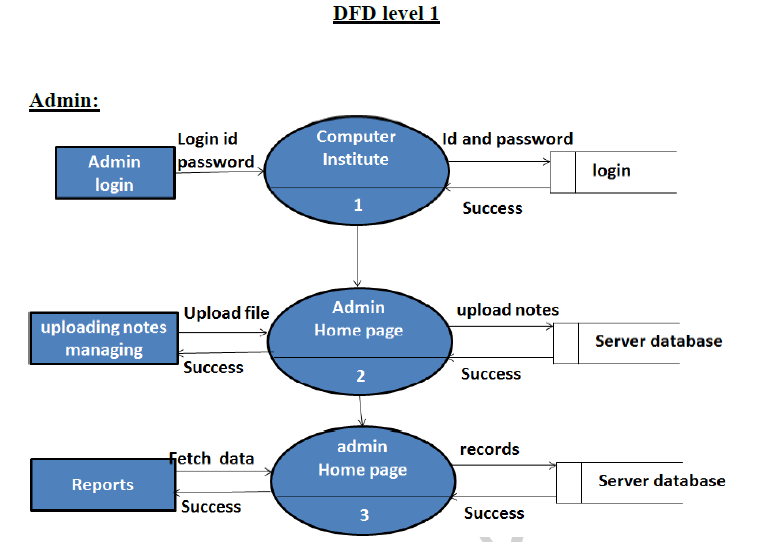 DFD level 1
Admin:
Login id
password
Admin
login
Computer
Institute
1
Id and password
login
Success
uploading notes
managing
Upload file
Success
Admin
Home page
2
upload notes
Server database
Success
Reports
Fetch data
Success
admin
Home page
3
records
Server database
Success